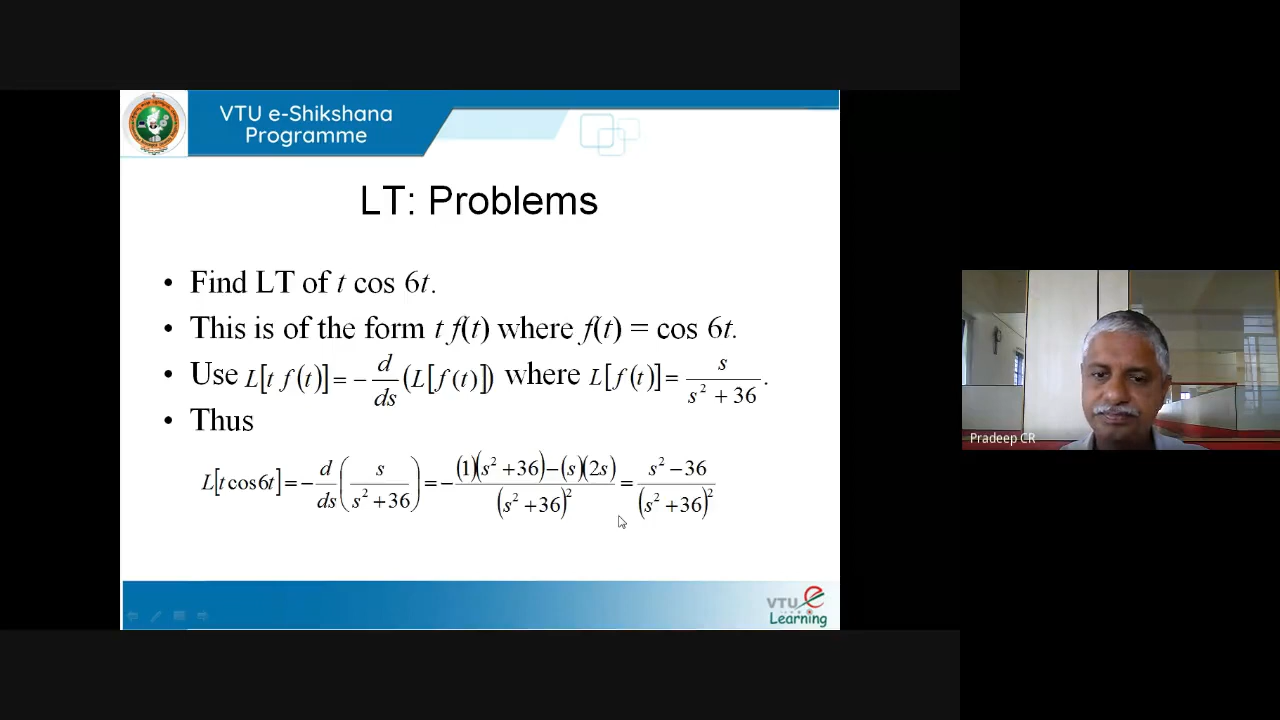 VTU e-Shikshana
Programme
LT: Problems
• Find LT of t cos 6t.
• This is of the form t f(t) where f(t) = cos 6t.
• Use L[t f(t)] = − d/ds (L[f(t)]) where L[f(t)] = s/(s² + 36).
• Thus
L[t cos6t] = − d/ds (s/(s² + 36)) = − ((1)(s² + 36) − (s)(2s))/(s² + 36)² = (s² − 36)/(s² + 36)²
VTU e
Learning
Pradeep CR